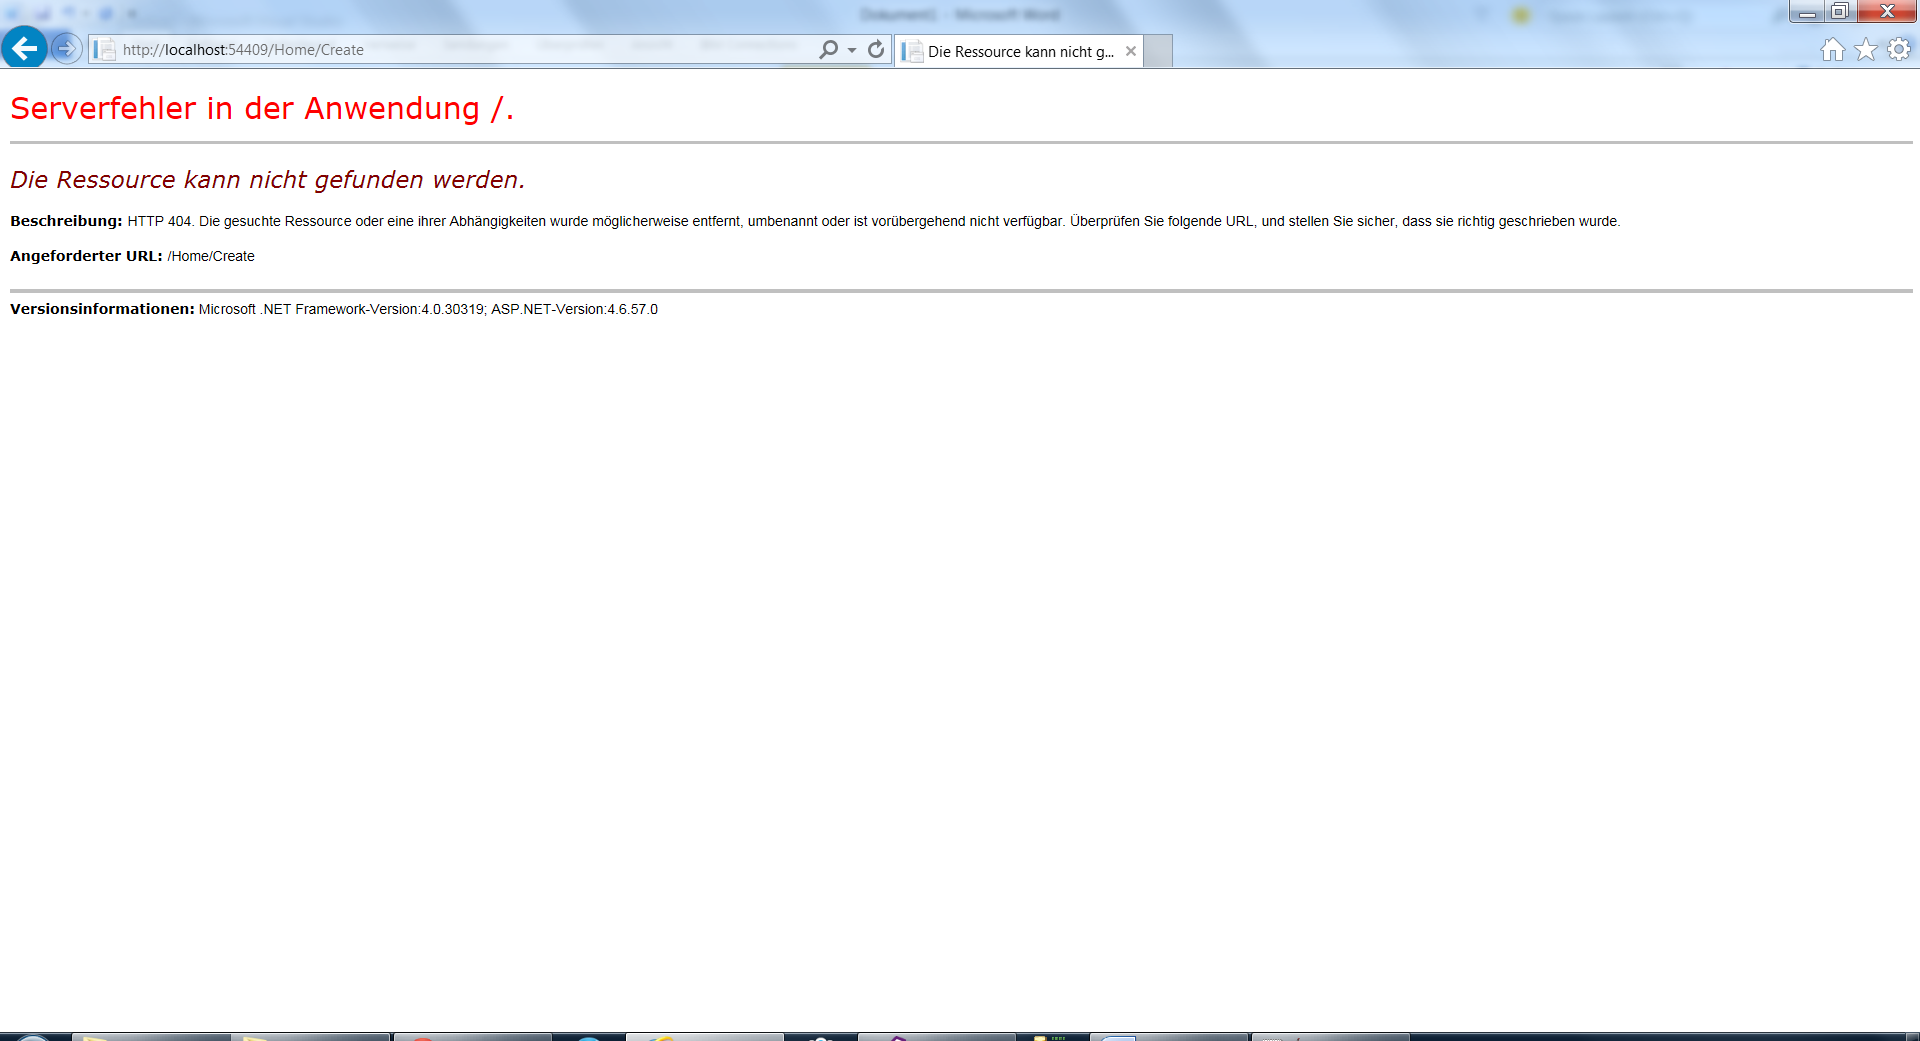 Dokument1 - Microsoft Word
http://localhost:54409/Home/Create
Die Ressource kann nicht g...
Serverfehler in der Anwendung /.
Die Ressource kann nicht gefunden werden.
Beschreibung: HTTP 404. Die gesuchte Ressource oder eine ihrer Abhängigkeiten wurde möglicherweise entfernt, umbenannt oder ist vorübergehend nicht verfügbar. Überprüfen Sie folgende URL, und stellen Sie sicher, dass sie richtig geschrieben wurde.
Angeforderter URL: /Home/Create
Versionsinformationen: Microsoft .NET Framework-Version:4.0.30319; ASP.NET-Version:4.6.57.0